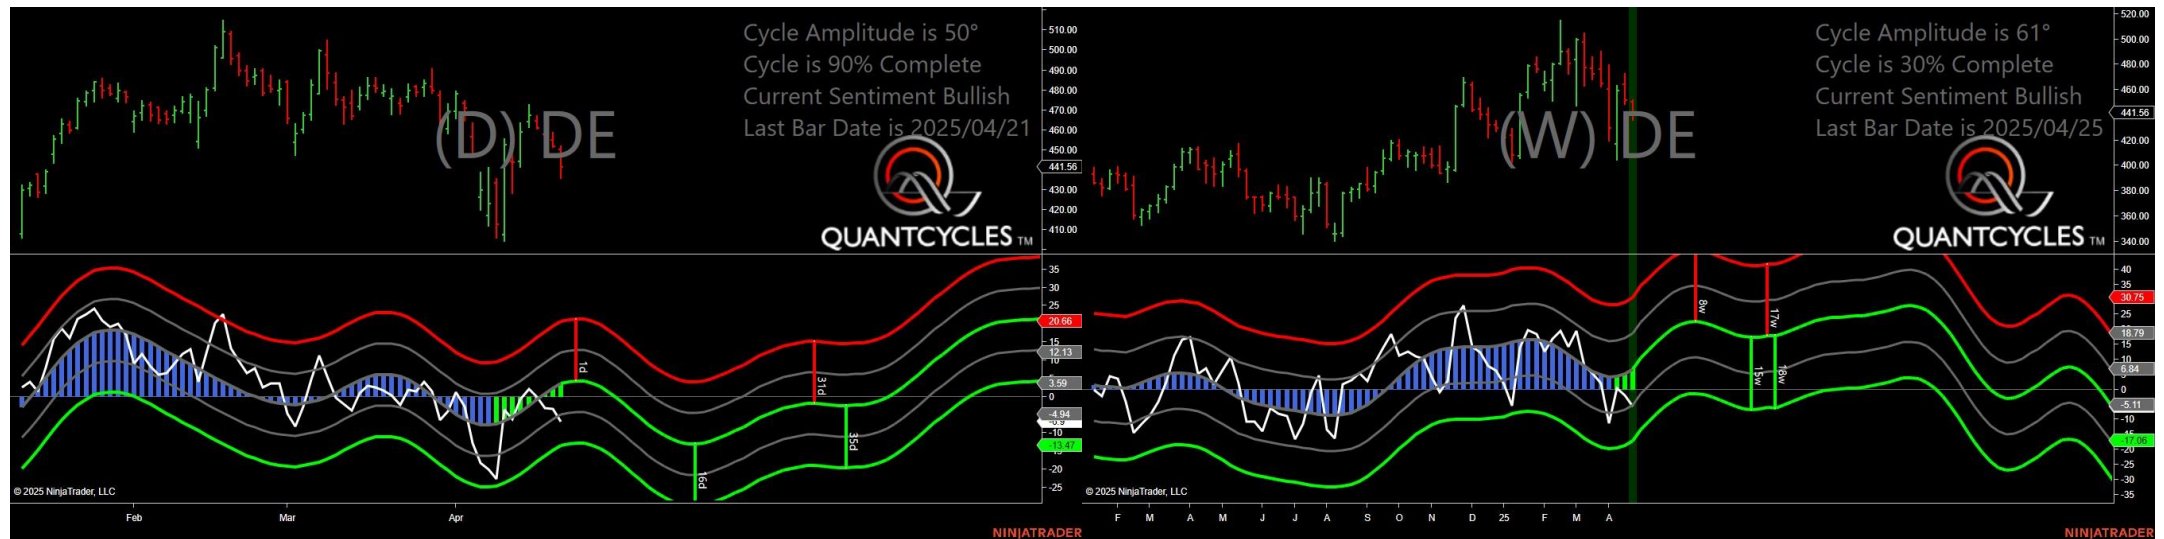 Cycle Amplitude is 50°
Cycle is 90% Complete
Current Sentiment Bullish
Last Bar Date is 2025/04/21
(D) DE
QUANTCYCLES TM
510.00
500.00
490.00
480.00
470.00
460.00
450.00
441.56
430.00
420.00
410.00
35
30
25
20.66
15
12.13
3.59
0
-4.94
-10
-13.47
-20
-25
1d
16d
31d
35d
© 2025 NinjaTrader, LLC
Feb Mar Apr
NINJATRADER
Cycle Amplitude is 61°
Cycle is 30% Complete
Current Sentiment Bullish
Last Bar Date is 2025/04/25
(W) DE
QUANTCYCLES TM
520.00
500.00
480.00
460.00
441.56
420.00
400.00
380.00
360.00
340.00
40
35
30.75
25
18.79
15
10
6.84
0
-5.11
-10
-17.06
-20
-25
-30
-35
8w
17w
15w
18w
© 2025 NinjaTrader, LLC
F M A M J J A S O N D 25 F M A
NINJATRADER